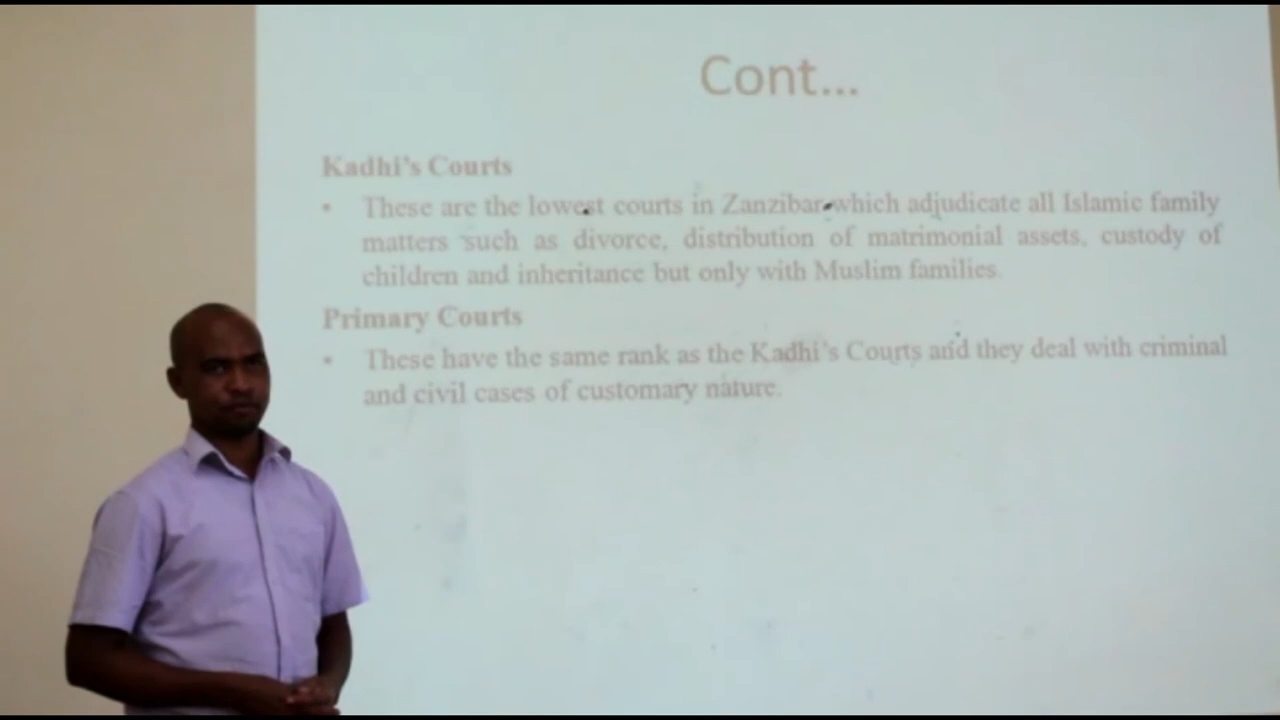 Cont...
Kadhi's Courts
• These are the lowest courts in Zanzibar which adjudicate all Islamic family
matters such as divorce, distribution of matrimonial assets, custody of
children and inheritance but only with Muslim families.
Primary Courts
• These have the same rank as the Kadhi's Courts and they deal with criminal
and civil cases of customary nature.